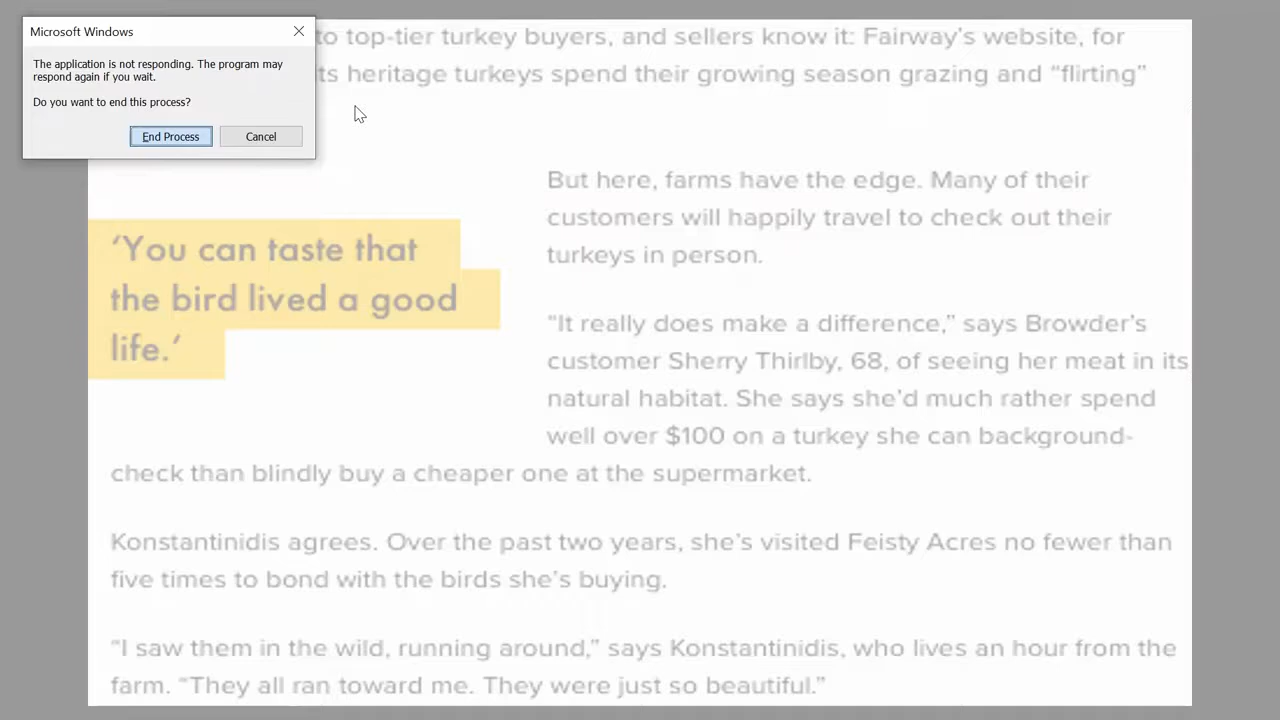 Microsoft Windows
The application is not responding. The program may
respond again if you wait.
Do you want to end this process?
End Process
Cancel
to top-tier turkey buyers, and sellers know it: Fairway’s website, for
heritage turkeys spend their growing season grazing and “flirting”
‘You can taste that
the bird lived a good
life.’
But here, farms have the edge. Many of their
customers will happily travel to check out their
turkeys in person.
“It really does make a difference,” says Browder’s
customer Sherry Thirlby, 68, of seeing her meat in its
natural habitat. She says she’d much rather spend
well over $100 on a turkey she can background-
check than blindly buy a cheaper one at the supermarket.
Konstantinidis agrees. Over the past two years, she’s visited Feisty Acres no fewer than
five times to bond with the birds she’s buying.
“I saw them in the wild, running around,” says Konstantinidis, who lives an hour from the
farm. “They all ran toward me. They were just so beautiful.”